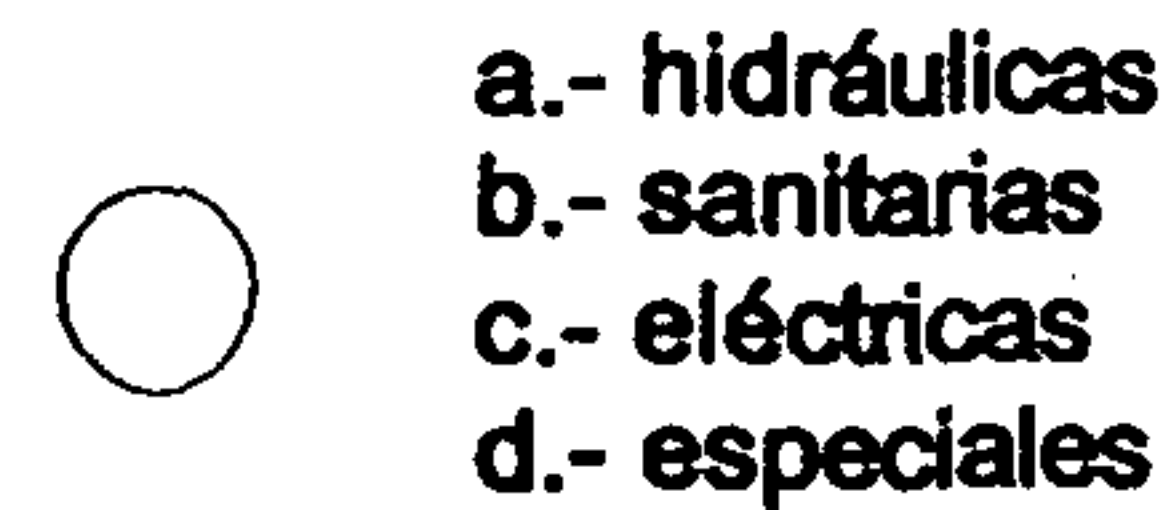 a.- hidráulicas
b.- sanitarias
c.- eléctricas
d.- especiales